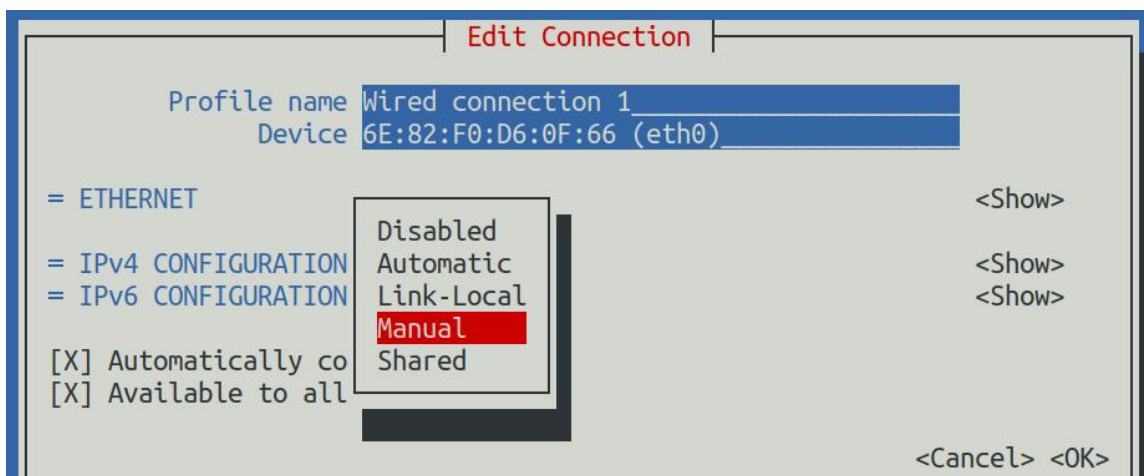 Edit Connection
Profile name Wired connection 1
Device 6E:82:F0:D6:0F:66 (eth0)
= ETHERNET <Show>
Disabled
= IPv4 CONFIGURATION Automatic <Show>
= IPv6 CONFIGURATION Link-Local <Show>
Manual
[X] Automatically co Shared
[X] Available to all
<Cancel> <OK>